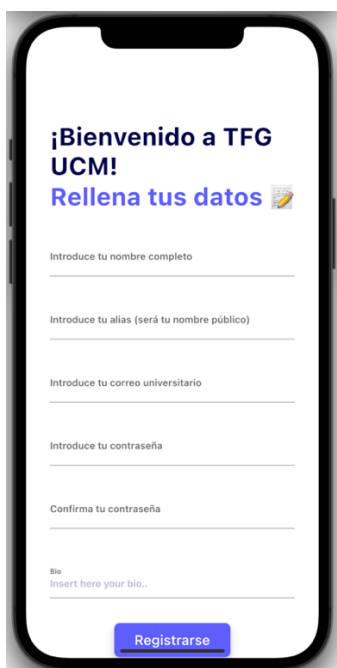 ¡Bienvenido a TFG
UCM!
Rellena tus datos 📝
Introduce tu nombre completo
Introduce tu alias (será tu nombre público)
Introduce tu correo universitario
Introduce tu contraseña
Confirma tu contraseña
Bio
Insert here your bio..
Registrarse